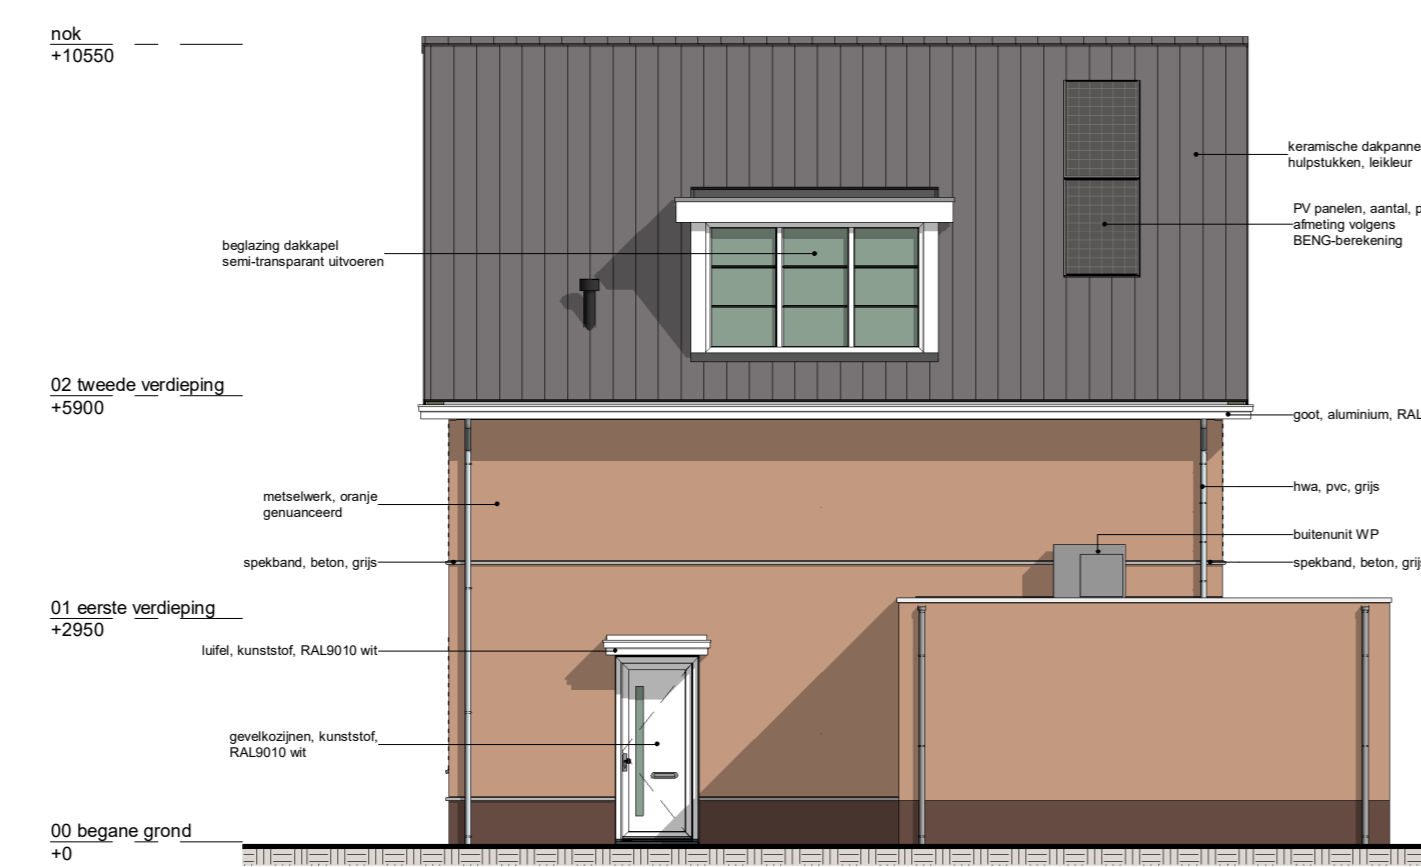 nok
+10550
keramische dakpanne
hulpstukken, leikleur
PV panelen, aantal, p
afmeting volgens
BENG-berekening
beglazing dakkapel
semi-transparant uitvoeren
02 tweede verdieping
+5900
goot, aluminium, RAL
metselwerk, oranje
genuanceerd
hwa, pvc, grijs
buitenunit WP
spekband, beton, grijs
spekband, beton, grijs
01 eerste verdieping
+2950
luifel, kunststof, RAL9010 wit
gevelkozijnen, kunststof,
RAL9010 wit
00 begane grond
+0